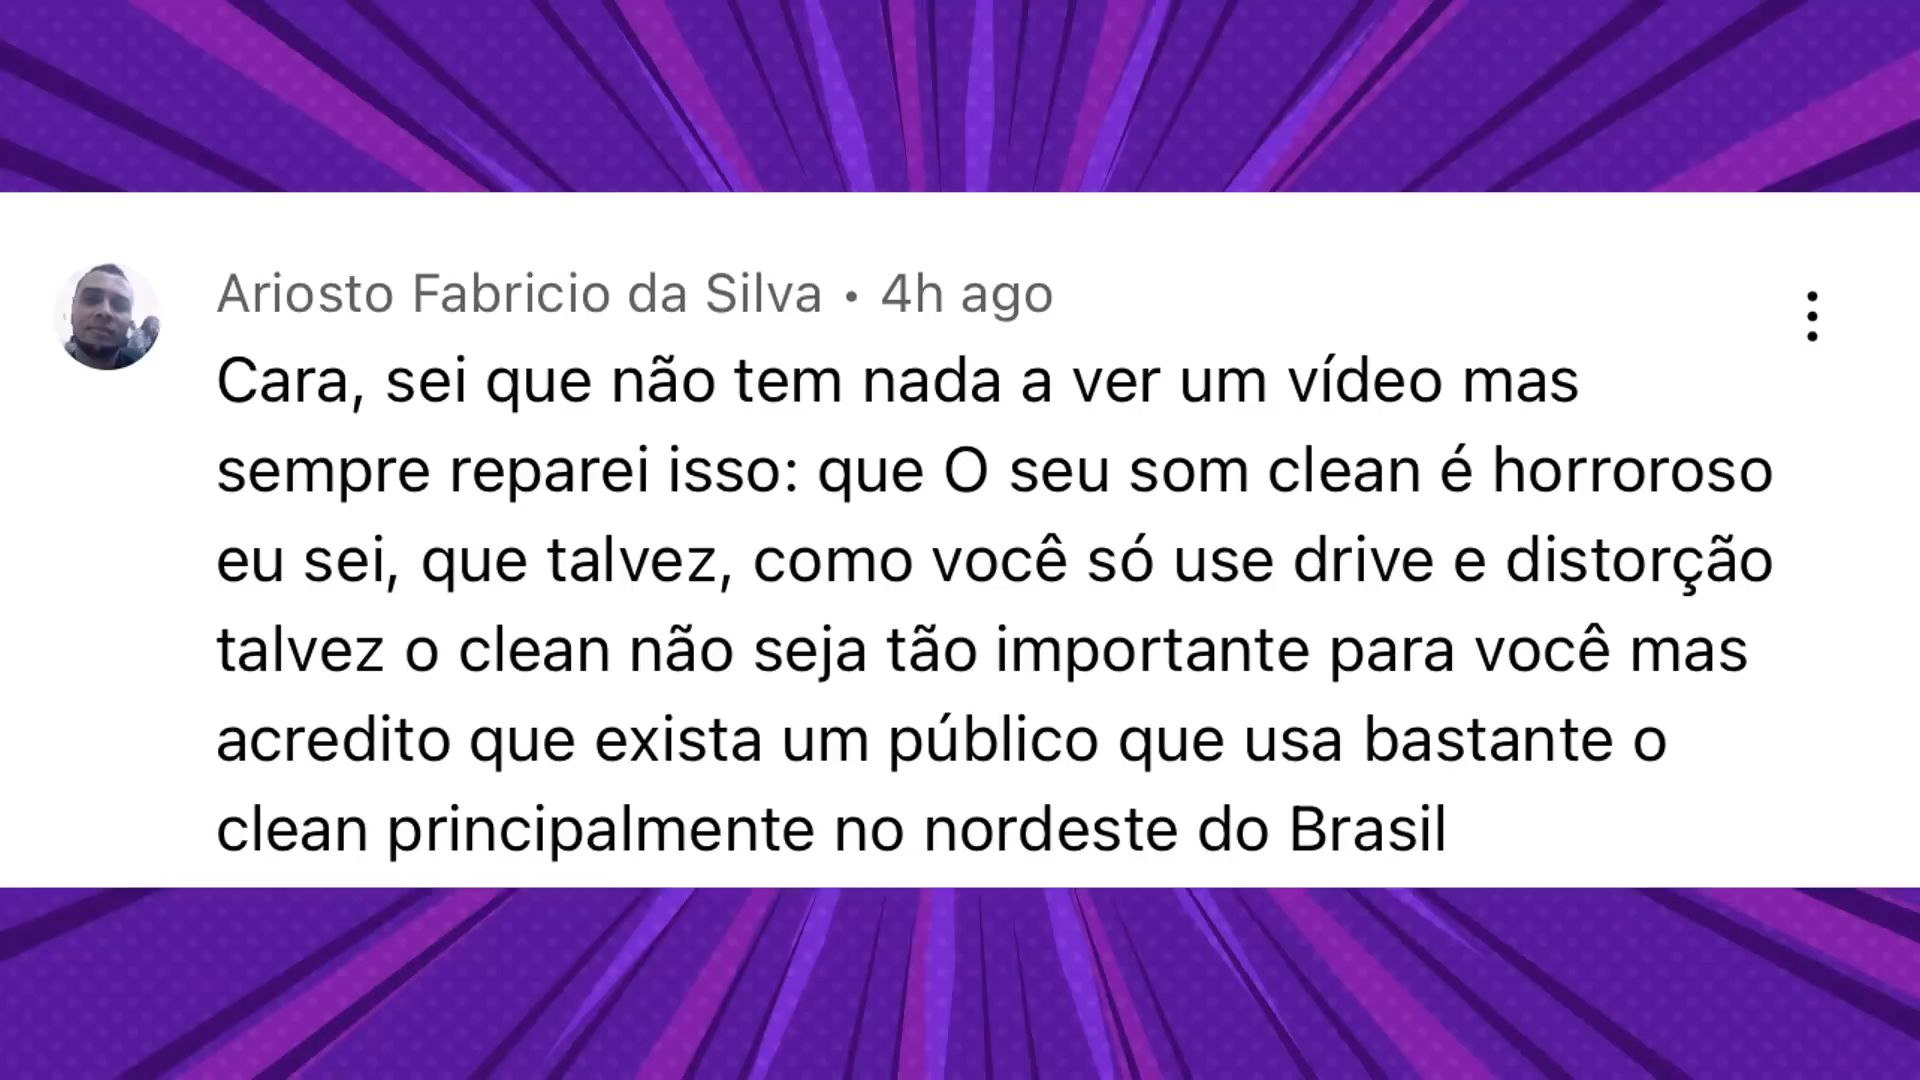 Ariosto Fabricio da Silva • 4h ago
Cara, sei que não tem nada a ver um vídeo mas
sempre reparei isso: que O seu som clean é horroroso
eu sei, que talvez, como você só use drive e distorção
talvez o clean não seja tão importante para você mas
acredito que exista um público que usa bastante o
clean principalmente no nordeste do Brasil